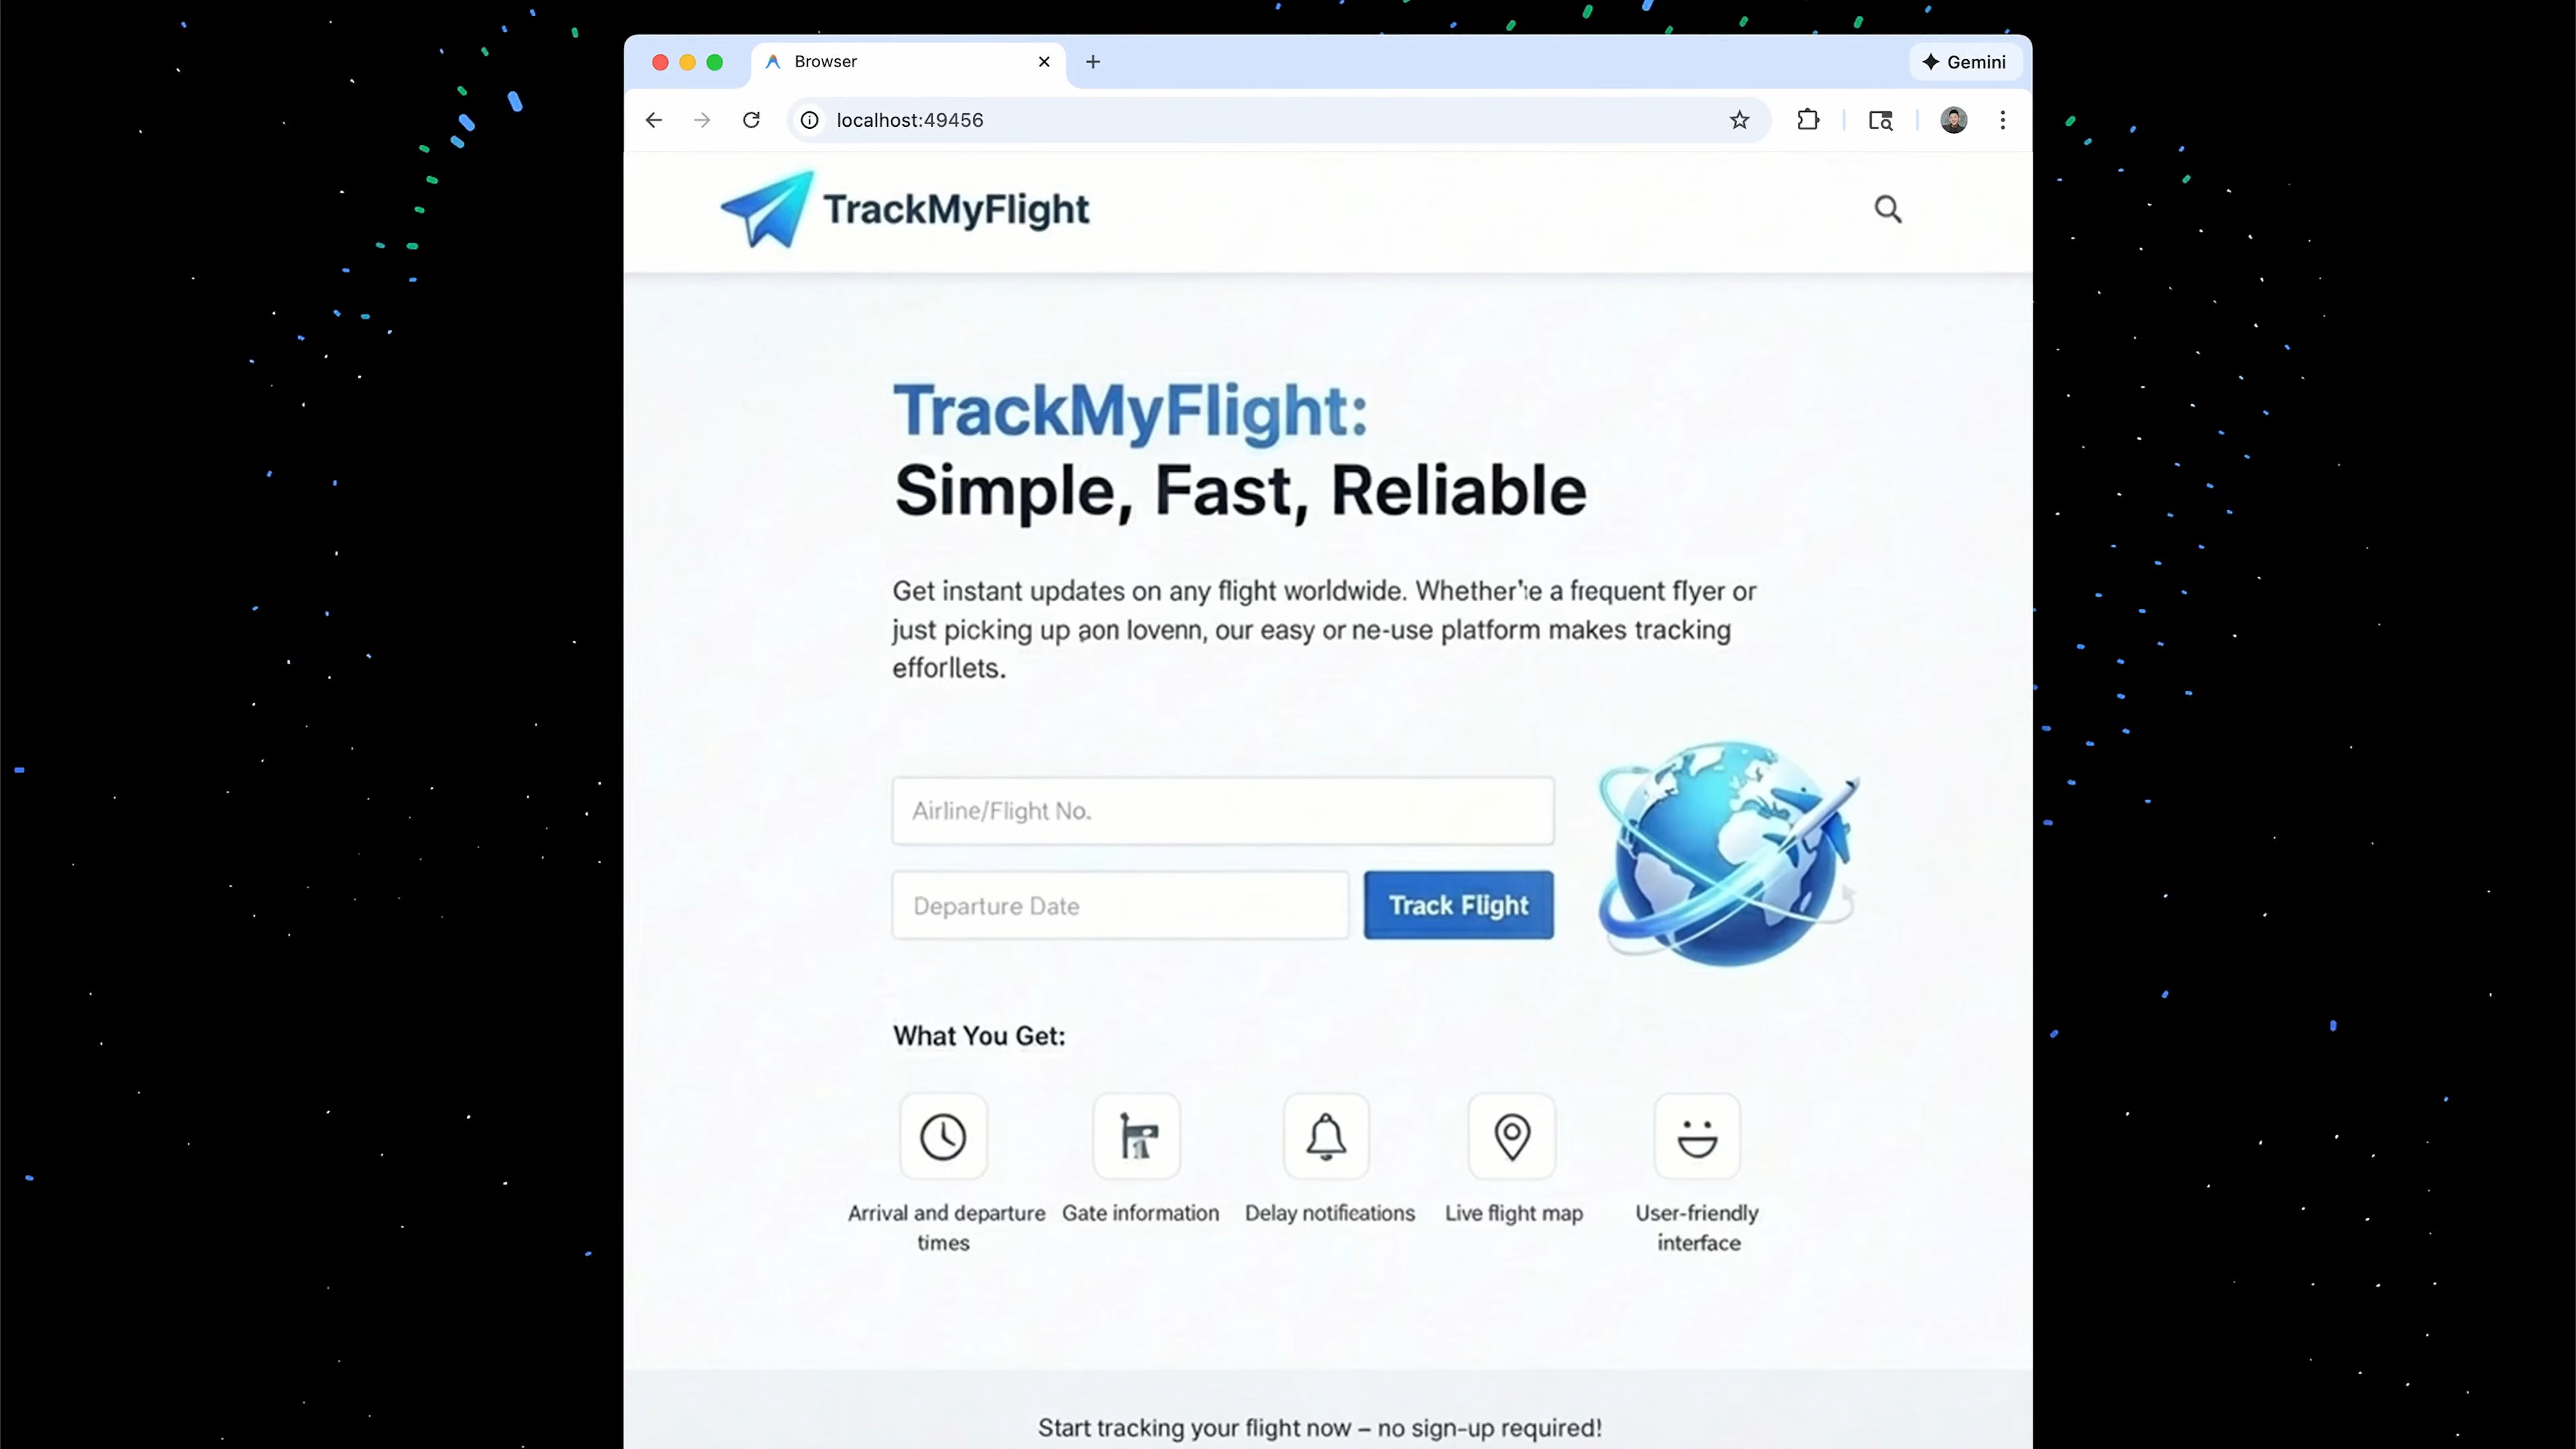 Browser
Gemini
localhost:49456
TrackMyFlight
TrackMyFlight:
Simple, Fast, Reliable
Get instant updates on any flight worldwide. Whether're a frequent flyer or
just picking up aon lovenn, our easy or ne-use platform makes tracking
efforllets.
Airline/Flight No.
Departure Date
Track Flight
What You Get:
Arrival and departure times
Gate information
Delay notifications
Live flight map
User-friendly interface
Start tracking your flight now – no sign-up required!